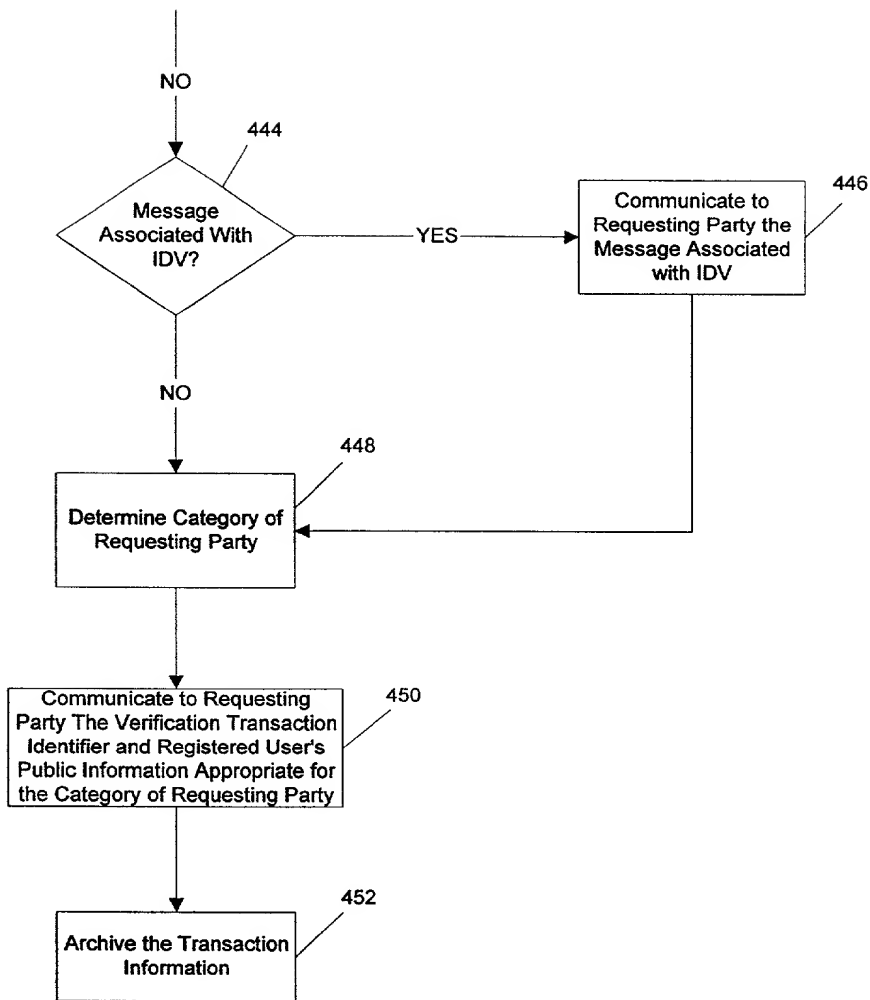 NO
444
Message
Associated With
IDV?
YES
Communicate to
Requesting Party the
Message Associated
with IDV
446
NO
448
Determine Category of
Requesting Party
Communicate to Requesting
Party The Verification Transaction
Identifier and Registered User's
Public Information Appropriate for
the Category of Requesting Party
450
452
Archive the Transaction
Information